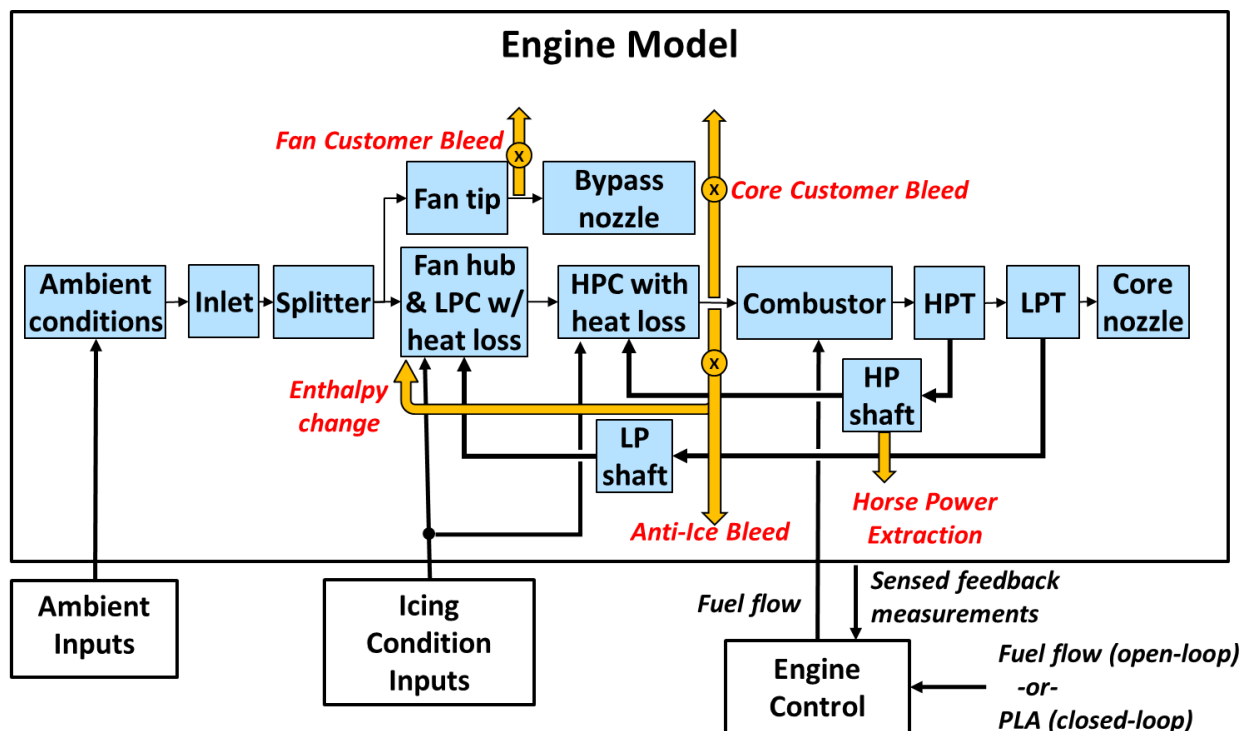 Engine Model
Fan Customer Bleed
X
Fan tip
Bypass
nozzle
X
Core Customer Bleed
Ambient
conditions
Inlet
Splitter
Fan hub
& LPC w/
heat loss
HPC with
heat loss
Combustor
HPT
LPT
Core
nozzle
X
Enthalpy
change
HP
shaft
LP
shaft
Anti-Ice Bleed
Horse Power
Extraction
Ambient
Inputs
Icing
Condition
Inputs
Fuel flow
Sensed feedback
measurements
Engine
Control
Fuel flow (open-loop)
-or-
PLA (closed-loop)